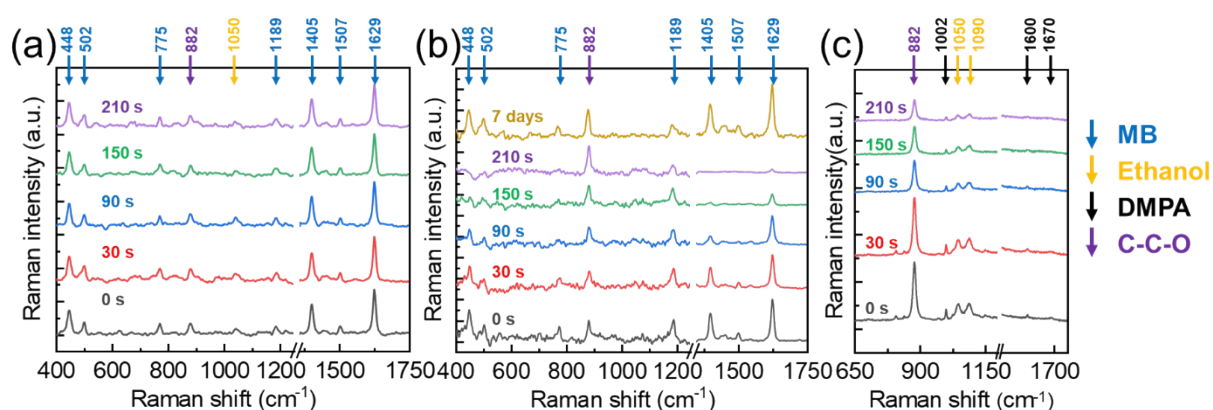 (a)
448
502
775
882
1050
1189
1405
1507
1629
Raman intensity (a.u.)
210 s
150 s
90 s
30 s
0 s
400 600 800 1000 1200 1500 1750
Raman shift (cm⁻¹)
(b)
448
502
775
882
1189
1405
1507
1629
Raman intensity (a.u.)
7 days
210 s
150 s
90 s
30 s
0 s
400 600 800 1000 1200 1500 1750
Raman shift (cm⁻¹)
(c)
882
1002
1050
1090
1600
1670
Raman intensity(a.u.)
210 s
150 s
90 s
30 s
0 s
650 900 1150 1700
Raman shift (cm⁻¹)
MB
Ethanol
DMPA
C-C-O